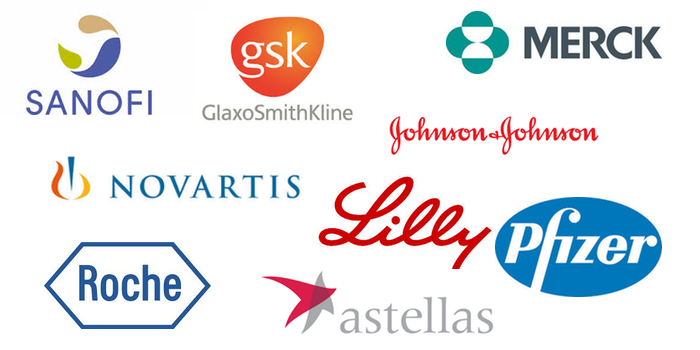 SANOFI
gsk
GlaxoSmithKline
MERCK
Johnson&Johnson
NOVARTIS
Lilly
Pfizer
Roche
astellas